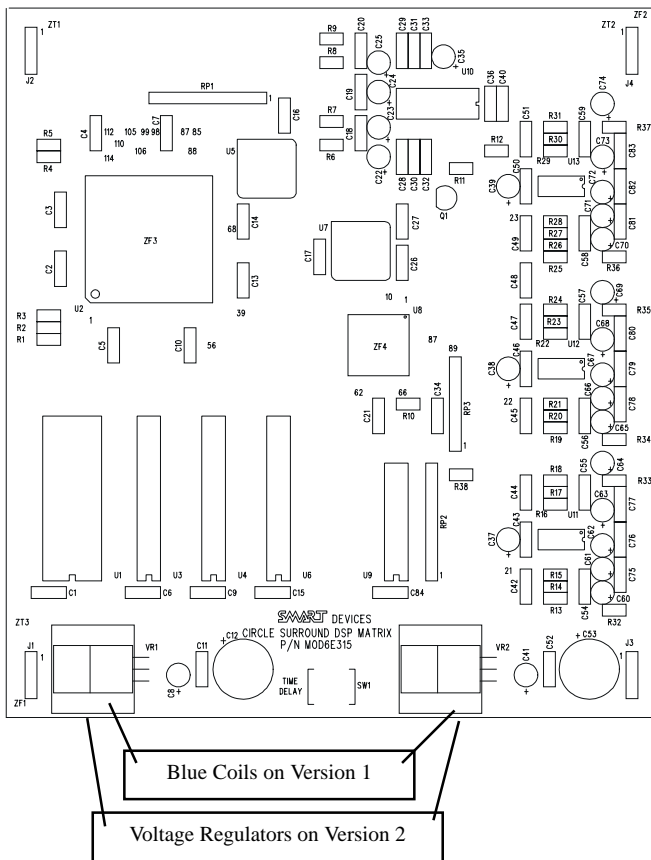 ZT1
ZT2
ZF2
1
J2
R9
R8
C20
C25
C29
C31
C33
C35
U10
C36
C40
1
J4
C74
RP1
1
C19
C24
C16
C4
112
105
99
98
C7
87
85
110
106
88
114
R5
R4
U5
R7
R6
C18
C23
C22
C28
C30
C32
R11
R12
C51
R31
R30
R29
C59
U13
C73
R37
C83
C3
C2
ZF3
68
C14
U7
C17
C27
C26
Q1
C39
C50
C72
C82
C71
C81
23
C49
R28
R27
R26
R25
C58
C70
R36
U2
1
R3
R2
R1
C13
39
C5
C10
56
10
1
U8
ZF4
87
C48
C69
C47
R24
R23
R22
C57
U12
C68
R35
C80
89
C38
C46
C67
C79
C66
C78
62
C21
66
R10
C34
RP3
1
22
C45
R21
R20
R19
C56
C65
R34
R38
RP2
1
C64
C44
R18
R17
R16
C55
U11
C63
R33
C77
C37
C43
C62
C76
C61
C75
21
C42
R15
R14
R13
C54
C60
R32
U1
U3
U4
U6
U9
C1
C6
C9
C15
C84
ZT3
SMART DEVICES
CIRCLE SURROUND DSP MATRIX
P/N MOD6E315
J1
1
ZF1
VR1
C8
C11
C12
TIME
DELAY
SW1
VR2
C41
C52
C53
1
J3
Blue Coils on Version 1
Voltage Regulators on Version 2